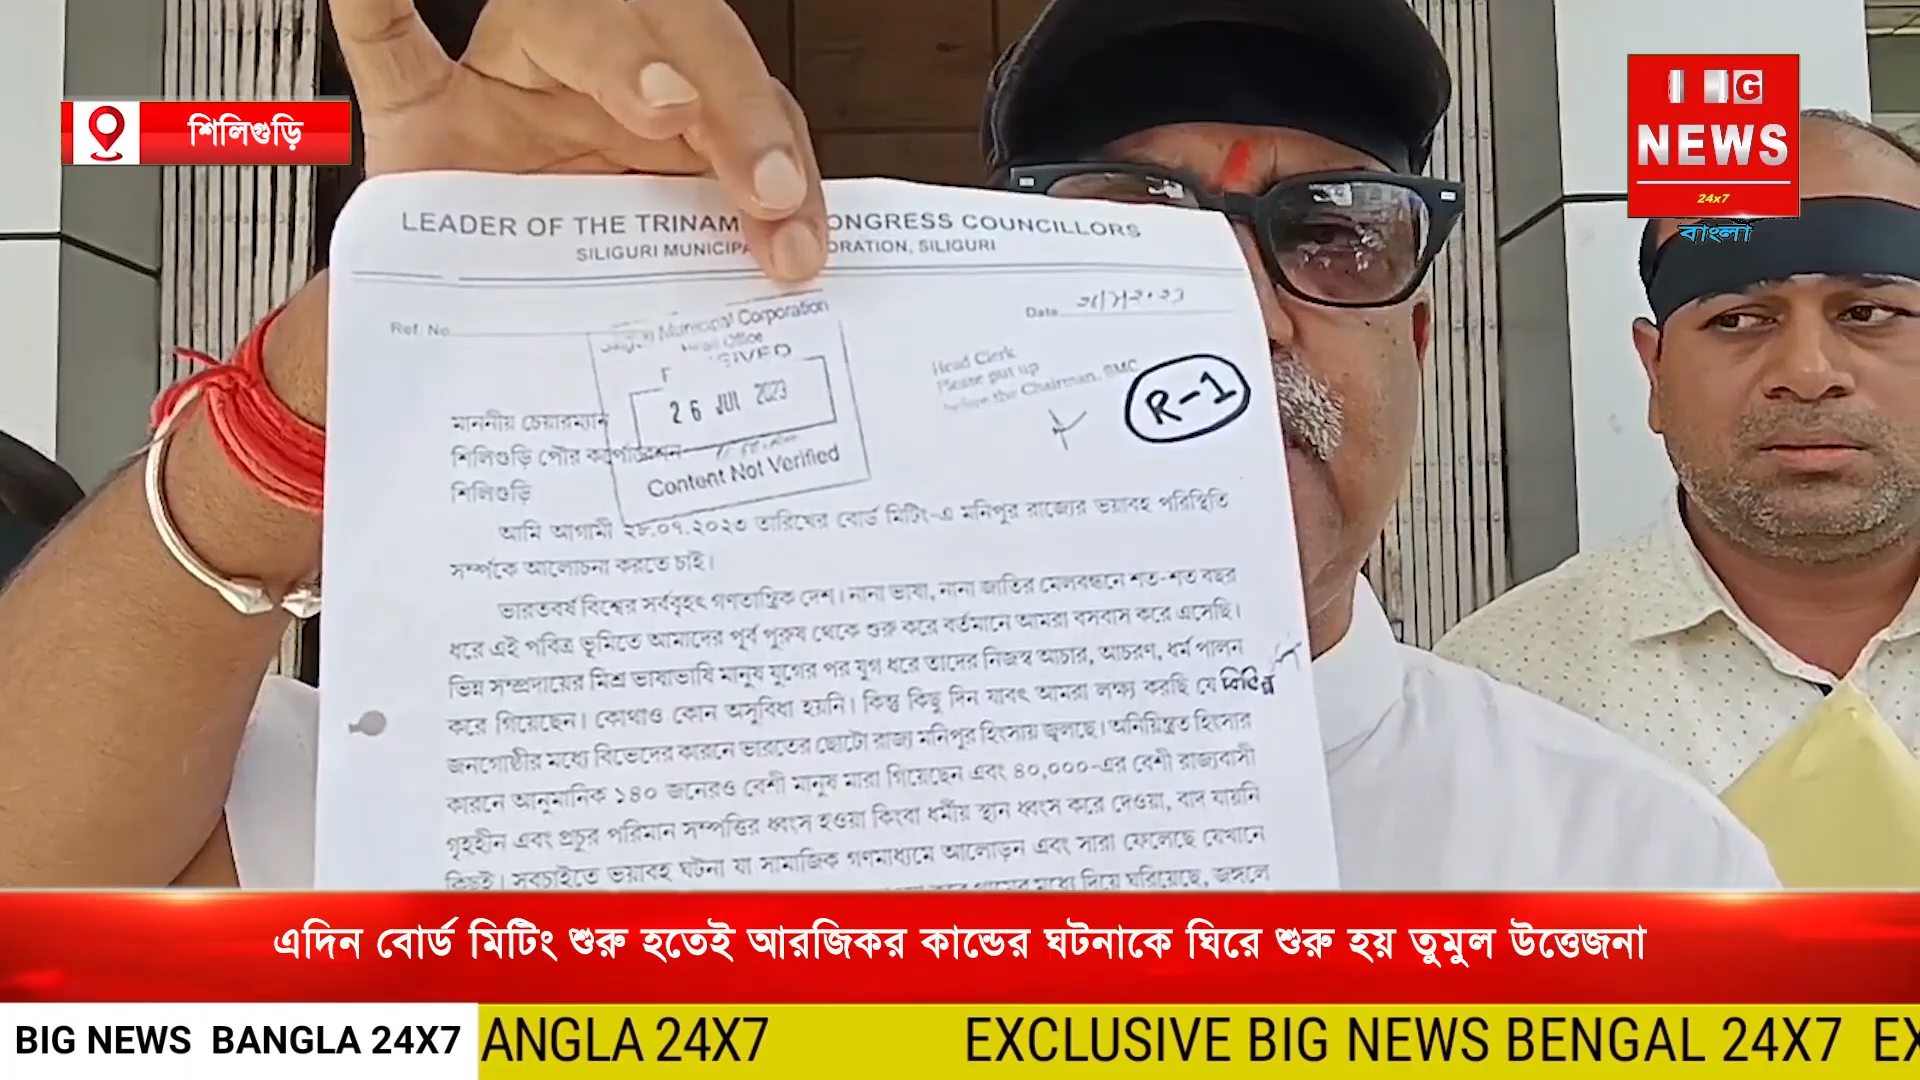 শিলিগুড়ি
IG
NEWS
24x7
বাংলা
LEADER OF THE TRINAM ONGRESS COUNCILLORS
SILIGURI MUNICIPA ORATION, SILIGURI
Ref. No.
Date
Municipal Corporation
Head Office
26 JUL 2023
Content Not Verified
Head Clerk
Please put up
before the Chairman, SMC
R-1
মাননীয় চেয়ারম্যান
শিলিগুড়ি পৌর কর্পোরেশন
শিলিগুড়ি
আমি আগামী ২৮.০৭.২০২৩ তারিখের বোর্ড মিটিং-এ মনিপুর রাজ্যের ভয়াবহ পরিস্থিতি
সম্পর্কে আলোচনা করতে চাই।
ভারতবর্ষ বিশ্বের সর্ববৃহৎ গণতান্ত্রিক দেশ। নানা ভাষা, নানা জাতির মেলবন্ধনে শত-শত বছর
ধরে এই পবিত্র ভূমিতে আমাদের পূর্ব পুরুষ থেকে শুরু করে বর্তমানে আমরা বসবাস করে এসেছি।
ভিন্ন সম্প্রদায়ের মিশ্র ভাষাভাষি মানুষ যুগের পর যুগ ধরে তাদের নিজস্ব আচার, আচরণ, ধর্ম পালন
করে গিয়েছেন। কোথাও কোন অসুবিধা হয়নি। কিন্তু কিছু দিন যাবৎ আমরা লক্ষ্য করছি যে
জনগোষ্ঠীর মধ্যে বিভেদের কারনে ভারতের ছোটো রাজ্য মনিপুর হিংসায় জ্বলছে। অনিয়ন্ত্রিত হিংসার
কারনে আনুমানিক ১৪০ জনেরও বেশী মানুষ মারা গিয়েছেন এবং ৪০,০০০-এর বেশী রাজ্যবাসী
গৃহহীন এবং প্রচুর পরিমান সম্পত্তির ধ্বংস হওয়া কিংবা ধর্মীয় স্থান ধ্বংস করে দেওয়া, বাদ যায়নি
কিছুই। সবচাইতে ভয়াবহ ঘটনা যা সামাজিক গণমাধ্যমে আলোড়ন এবং সারা ফেলেছে যেখানে
মধ্যে দিয়ে ঘরিয়েছে, জঙ্গলে
এদিন বোর্ড মিটিং শুরু হতেই আরজিকর কান্ডের ঘটনাকে ঘিরে শুরু হয় তুমুল উত্তেজনা
BIG NEWS BANGLA 24X7
ANGLA 24X7 EXCLUSIVE BIG NEWS BENGAL 24X7 EX